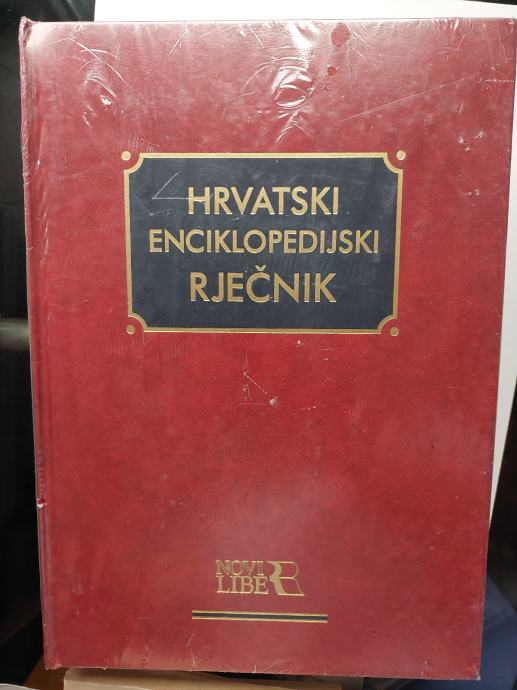 HRVATSKI
ENCIKLOPEDIJSKI
RJEČNIK
NOVI
LIBER